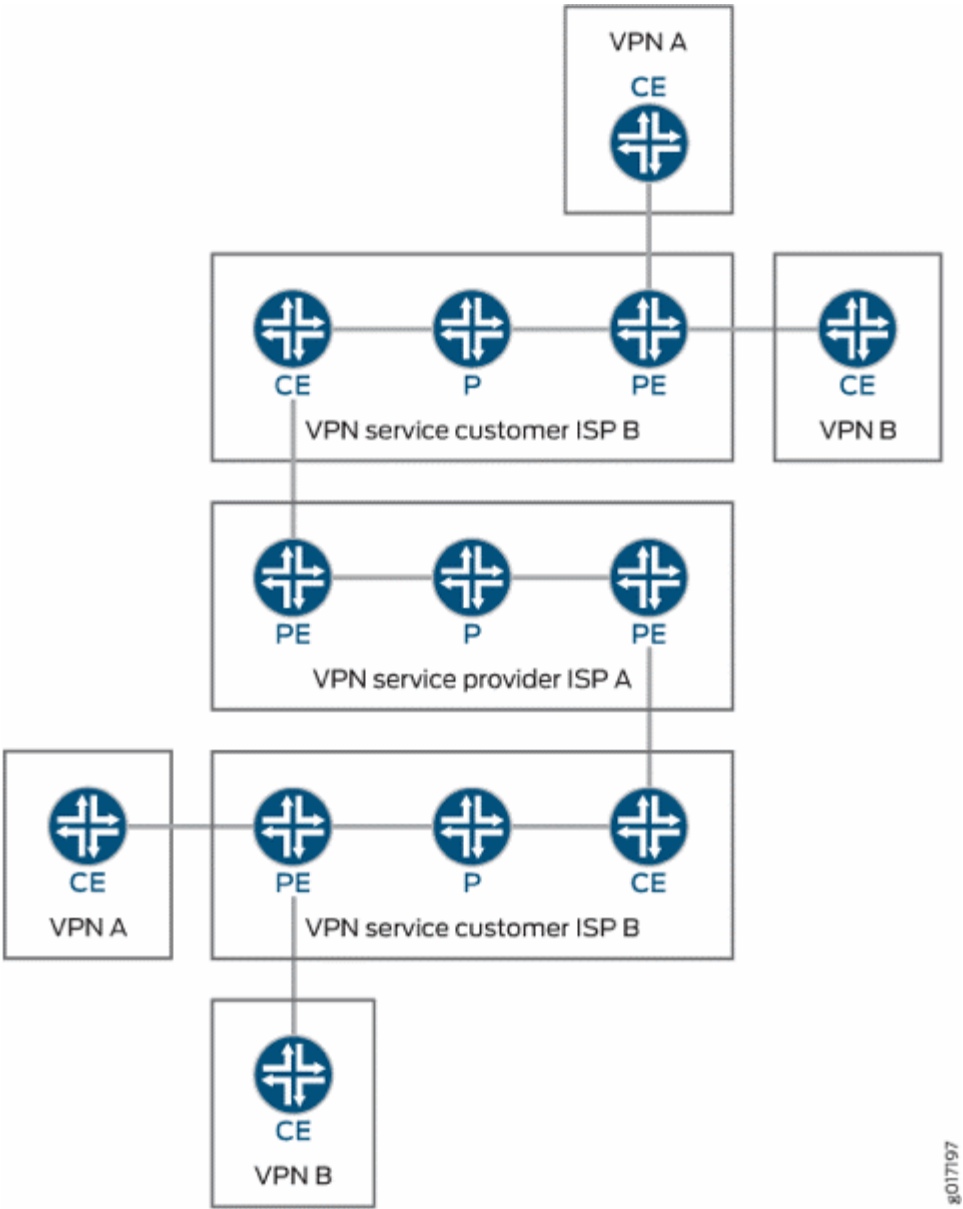 VPN A
CE
CE
P
PE
CE
VPN service customer ISP B
VPN B
PE
P
PE
VPN service provider ISP A
CE
PE
P
CE
VPN A
VPN service customer ISP B
CE
VPN B
g017197